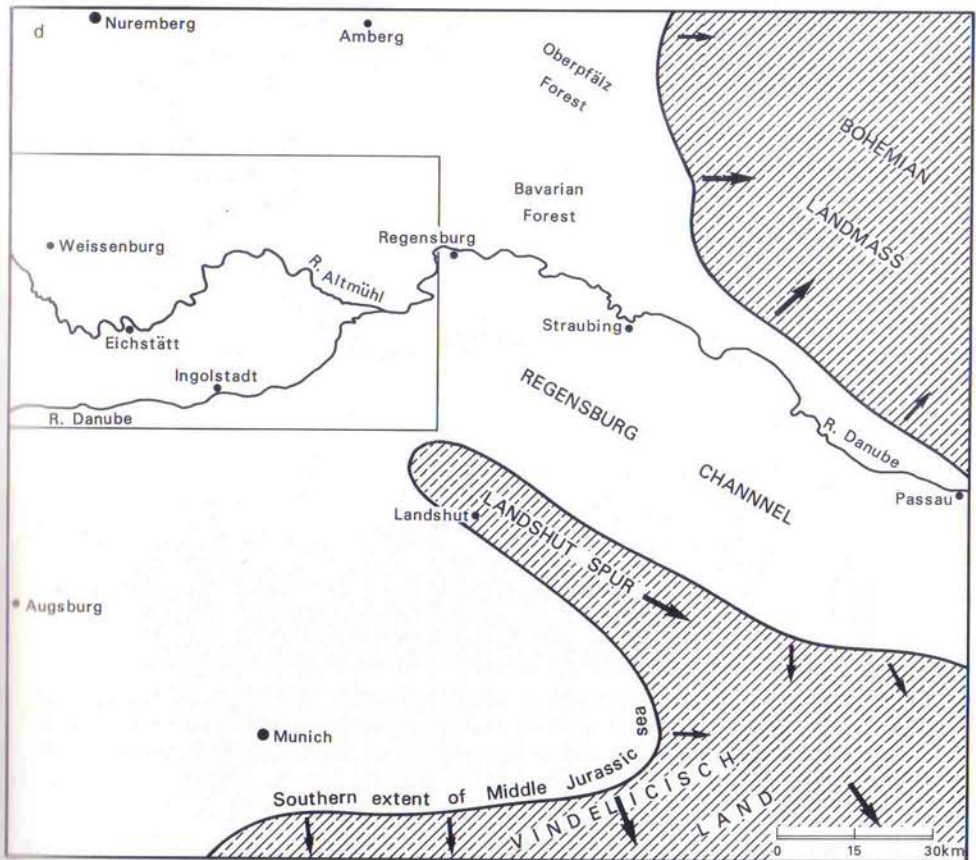 d
Nuremberg
Amberg
Oberpfälz
Forest
BOHEMIAN
LANDMASS
Bavarian
Forest
Weissenburg
R. Altmühl
Regensburg
Eichstätt
Straubing
Ingolstadt
R. Danube
REGENSBURG
CHANNNEL
R. Danube
Passau
Landshut
LANDSHUT SPUR
Augsburg
Munich
Southern extent of Middle Jurassic sea
VINDELICISCH
LAND
0 15 30km